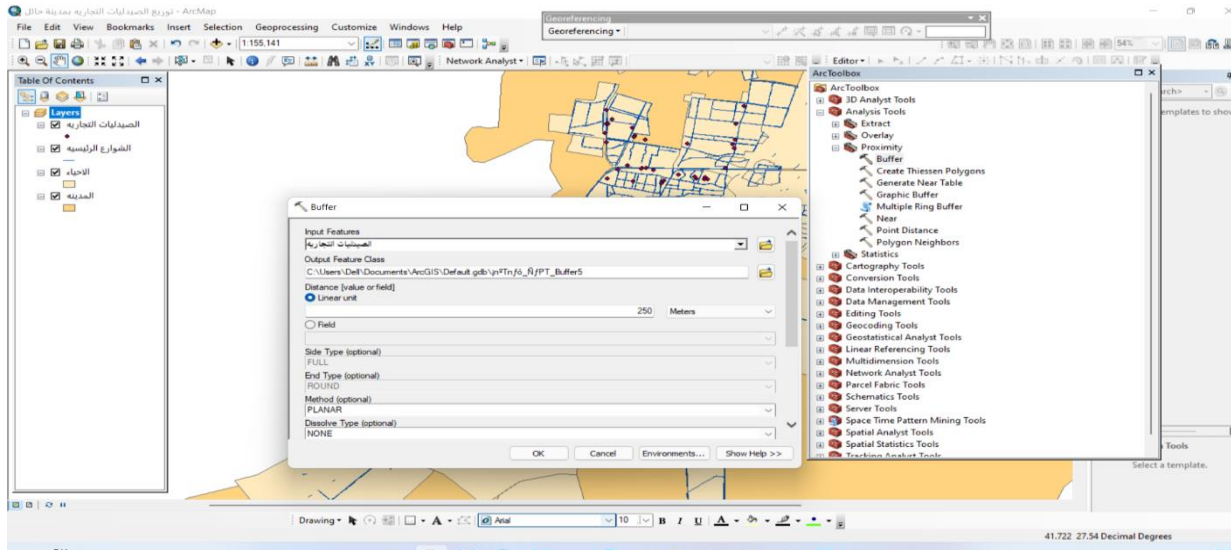 توزيع الصيدليات التجاريه بمدينة حائل - ArcMap
File Edit View Bookmarks Insert Selection Geoprocessing Customize Windows Help
Georeferencing
Georeferencing
1:155.141
54%
Network Analyst
Editor
Table Of Contents
Layers
الصيدليات التجاريه
الشوارع الرئيسيه
الاحياء
المدينه
Buffer
Input Features
الصيدليات التجاريه
Output Feature Class
Distance [value or field]
Linear unit
250 Meters
Field
Side Type (optional)
FULL
End Type (optional)
ROUND
Method (optional)
PLANAR
Dissolve Type (optional)
NONE
OK Cancel Environments... Show Help >>
ArcToolbox
ArcToolbox
3D Analyst Tools
Analysis Tools
Extract
Overlay
Proximity
Buffer
Create Thiessen Polygons
Generate Near Table
Graphic Buffer
Multiple Ring Buffer
Near
Point Distance
Polygon Neighbors
Statistics
Cartography Tools
Conversion Tools
Data Interoperability Tools
Data Management Tools
Editing Tools
Geocoding Tools
Geostatistical Analyst Tools
Linear Referencing Tools
Multidimension Tools
Network Analyst Tools
Parcel Fabric Tools
Schematics Tools
Server Tools
Space Time Pattern Mining Tools
Spatial Analyst Tools
Spatial Statistics Tools
Tracking Analyst Tools
arch>
emplates to show
Tools
Select a template.
Drawing A Arial 10 B I U A
41.722 27.54 Decimal Degrees